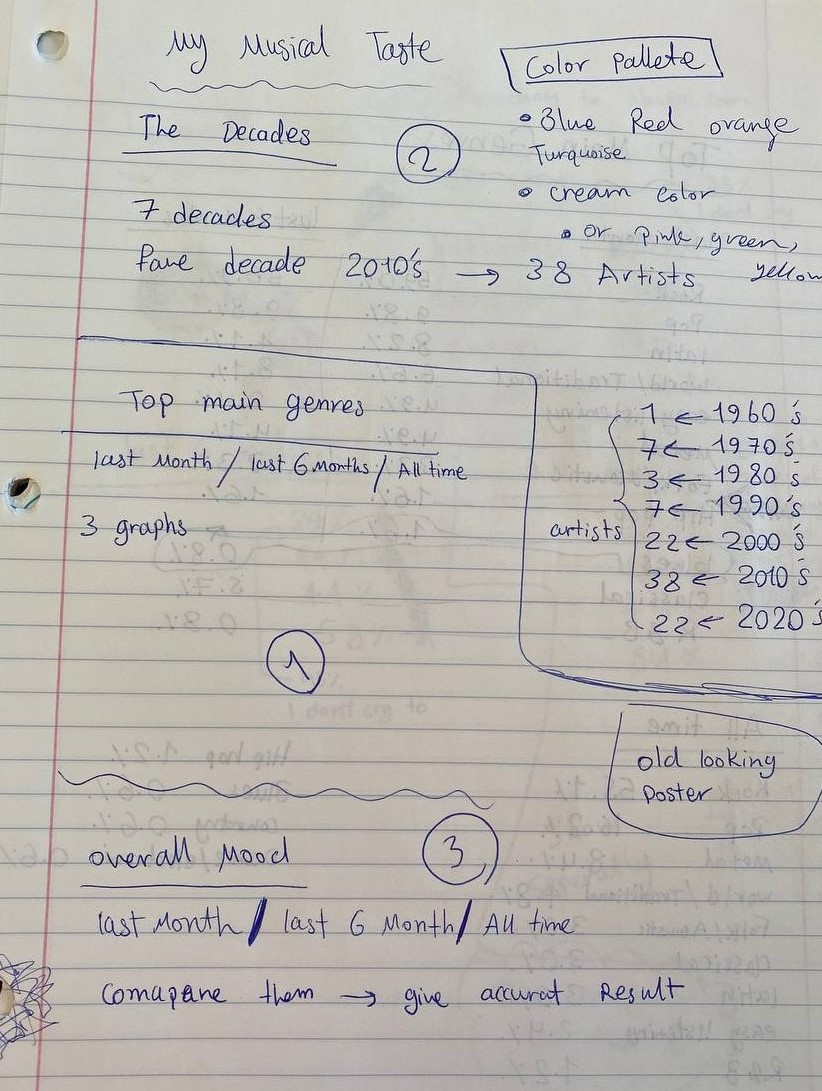 My Musical Taste
Color Pallete
The Decades
2
• Blue Red orange
Turquoise
• cream color
• or Pink, green,
yellow
7 decades
Fave decade 2010's → 38 Artists
Top main genres
last Month / last 6 Months / All time
3 graphs
1
artists
1 ← 1960's
7 ← 1970's
3 ← 1980's
7 ← 1990's
22 ← 2000's
38 ← 2010's
22 ← 2020's
old looking
Poster
overall Mood
3
last Month / last 6 Month / All time
Comapane them → give accurat Result